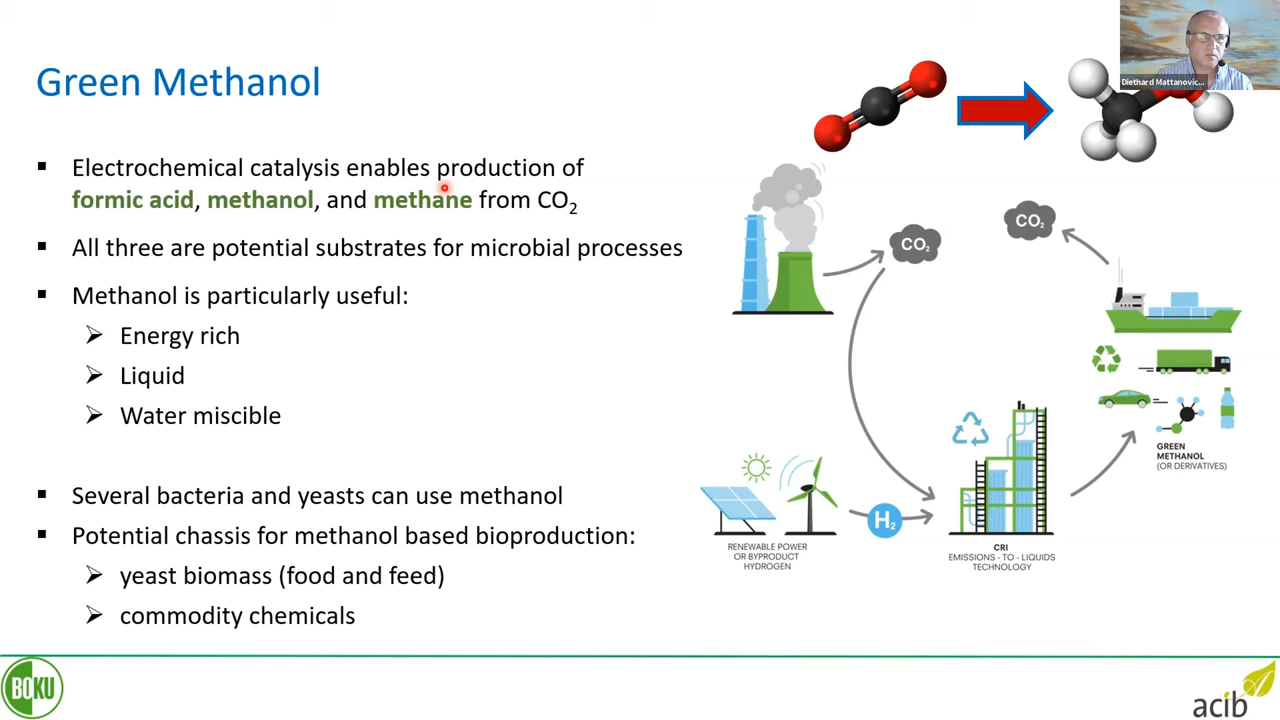 Green Methanol
Diethard Mattanovic...
Electrochemical catalysis enables production of
formic acid, methanol, and methane from CO2
All three are potential substrates for microbial processes
Methanol is particularly useful:
Energy rich
Liquid
Water miscible
Several bacteria and yeasts can use methanol
Potential chassis for methanol based bioproduction:
yeast biomass (food and feed)
commodity chemicals
CO2
CO2
GREEN
METHANOL
(OR DERIVATIVES)
H2
RENEWABLE POWER
OR BYPRODUCT
HYDROGEN
CRI
EMISSIONS - TO - LIQUIDS
TECHNOLOGY
BOKU
acib